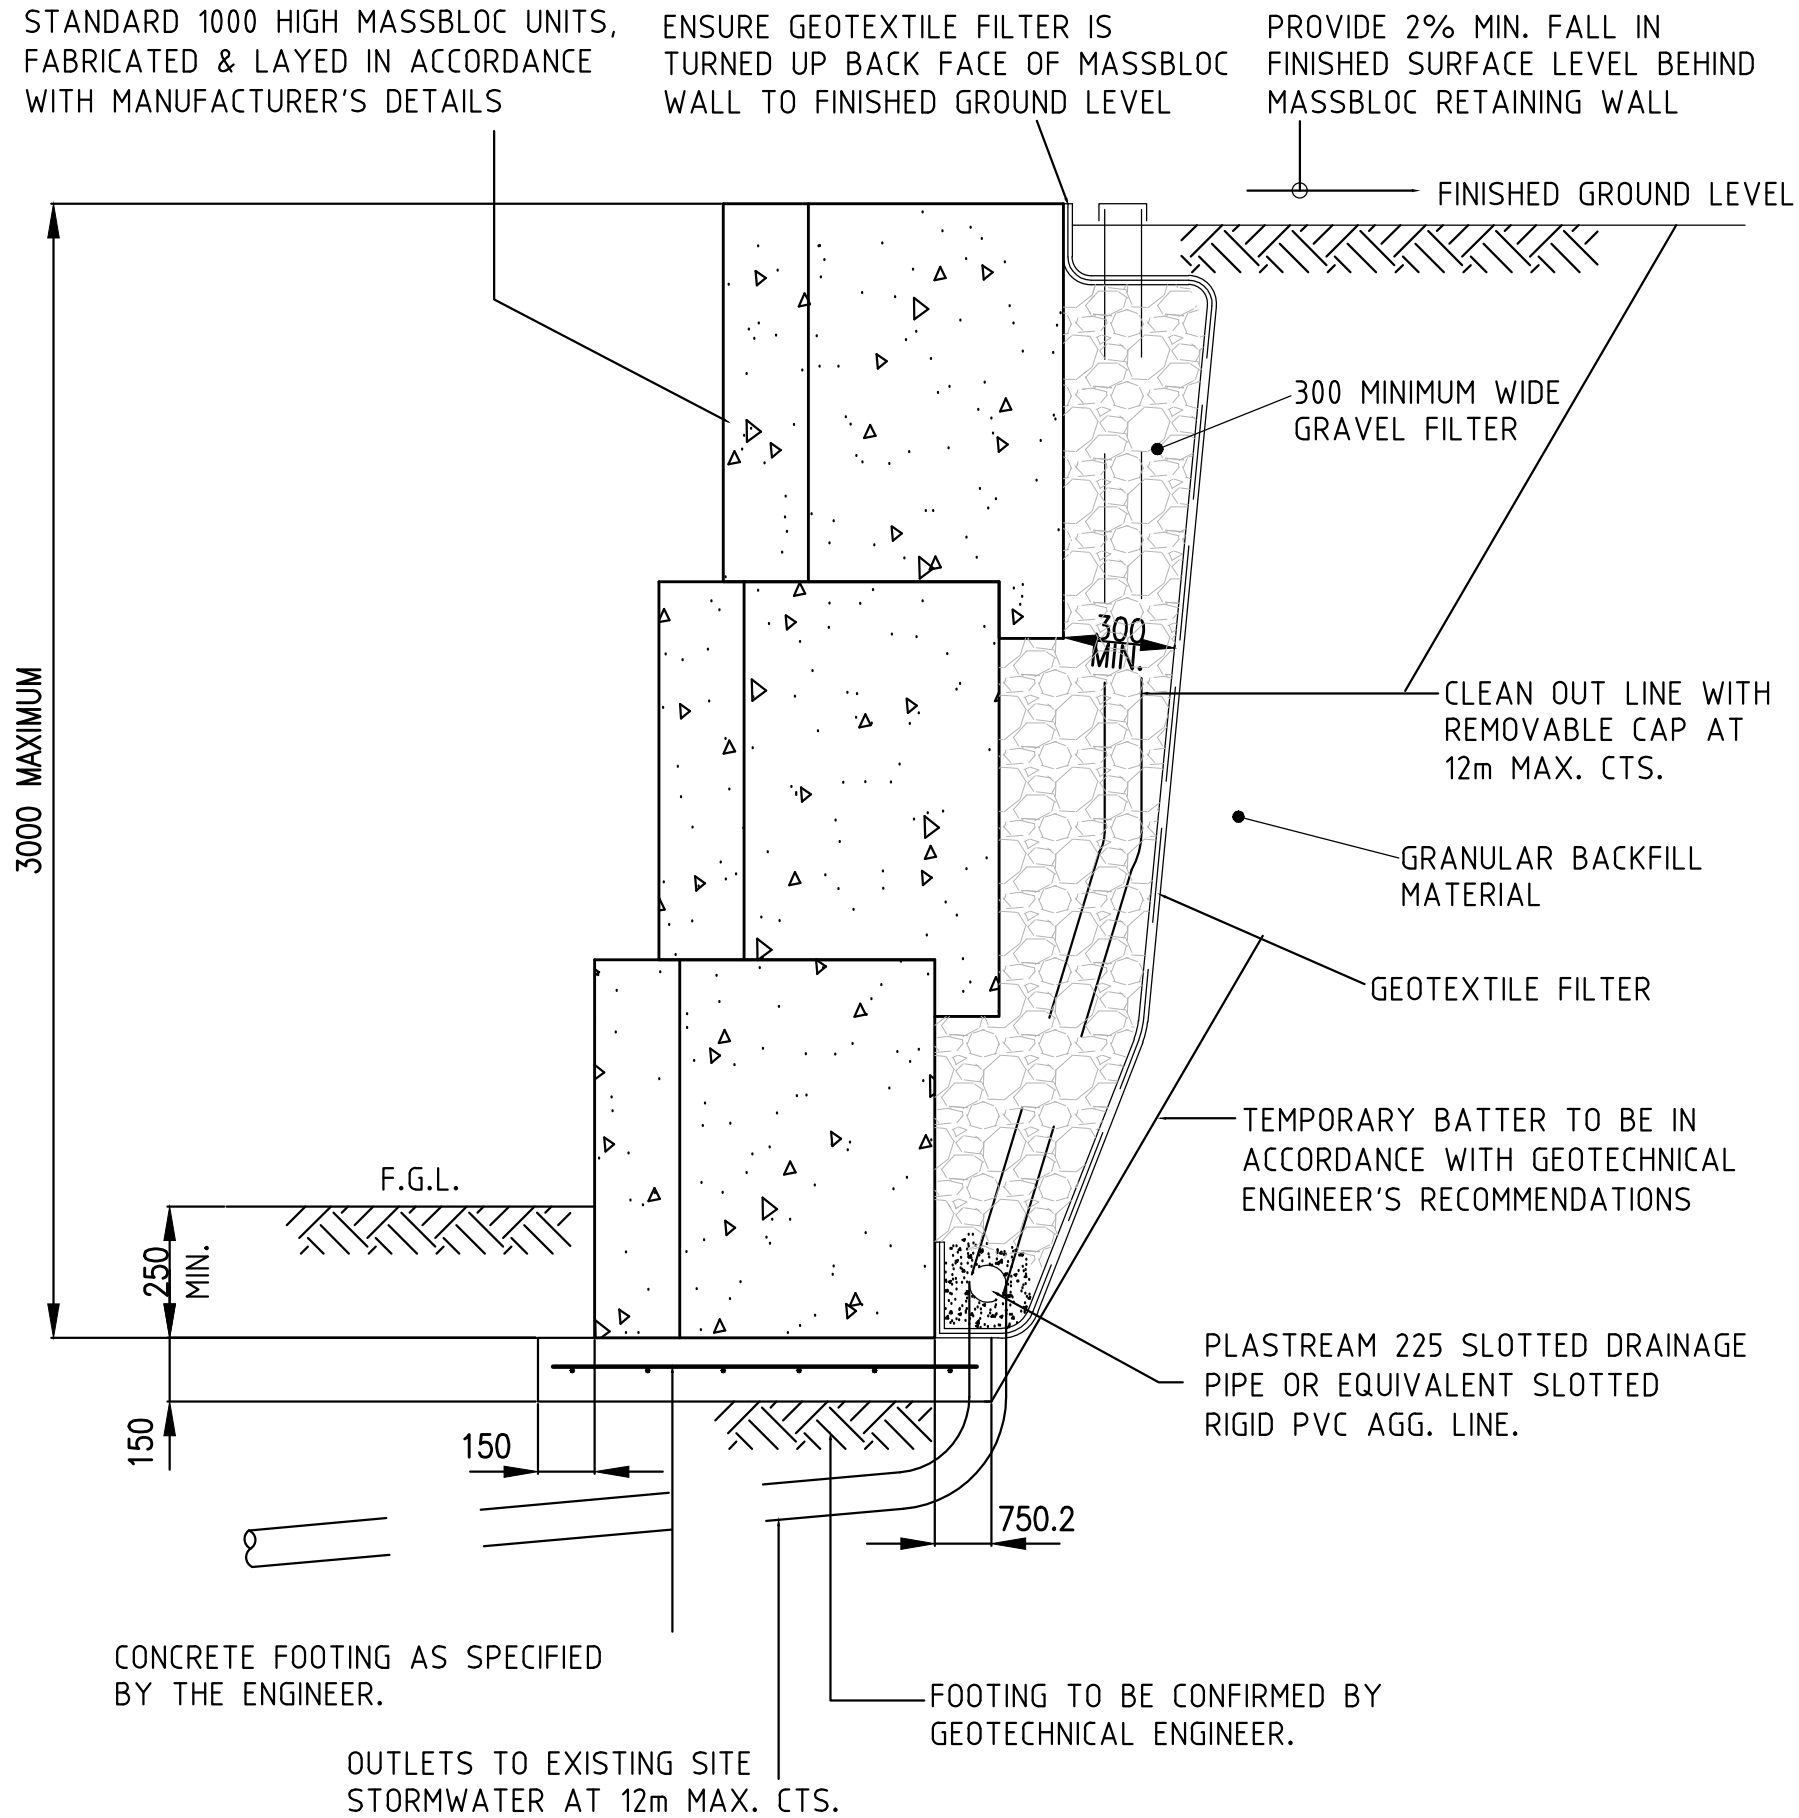 STANDARD 1000 HIGH MASSBLOC UNITS,
FABRICATED & LAYED IN ACCORDANCE
WITH MANUFACTURER'S DETAILS
ENSURE GEOTEXTILE FILTER IS
TURNED UP BACK FACE OF MASSBLOC
WALL TO FINISHED GROUND LEVEL
PROVIDE 2% MIN. FALL IN
FINISHED SURFACE LEVEL BEHIND
MASSBLOC RETAINING WALL
FINISHED GROUND LEVEL
300 MINIMUM WIDE
GRAVEL FILTER
300
MIN.
3000 MAXIMUM
CLEAN OUT LINE WITH
REMOVABLE CAP AT
12m MAX. CTS.
GRANULAR BACKFILL
MATERIAL
GEOTEXTILE FILTER
TEMPORARY BATTER TO BE IN
ACCORDANCE WITH GEOTECHNICAL
ENGINEER'S RECOMMENDATIONS
F.G.L.
250
MIN.
PLASTREAM 225 SLOTTED DRAINAGE
PIPE OR EQUIVALENT SLOTTED
RIGID PVC AGG. LINE.
150
150
750.2
CONCRETE FOOTING AS SPECIFIED
BY THE ENGINEER.
FOOTING TO BE CONFIRMED BY
GEOTECHNICAL ENGINEER.
OUTLETS TO EXISTING SITE
STORMWATER AT 12m MAX. CTS.